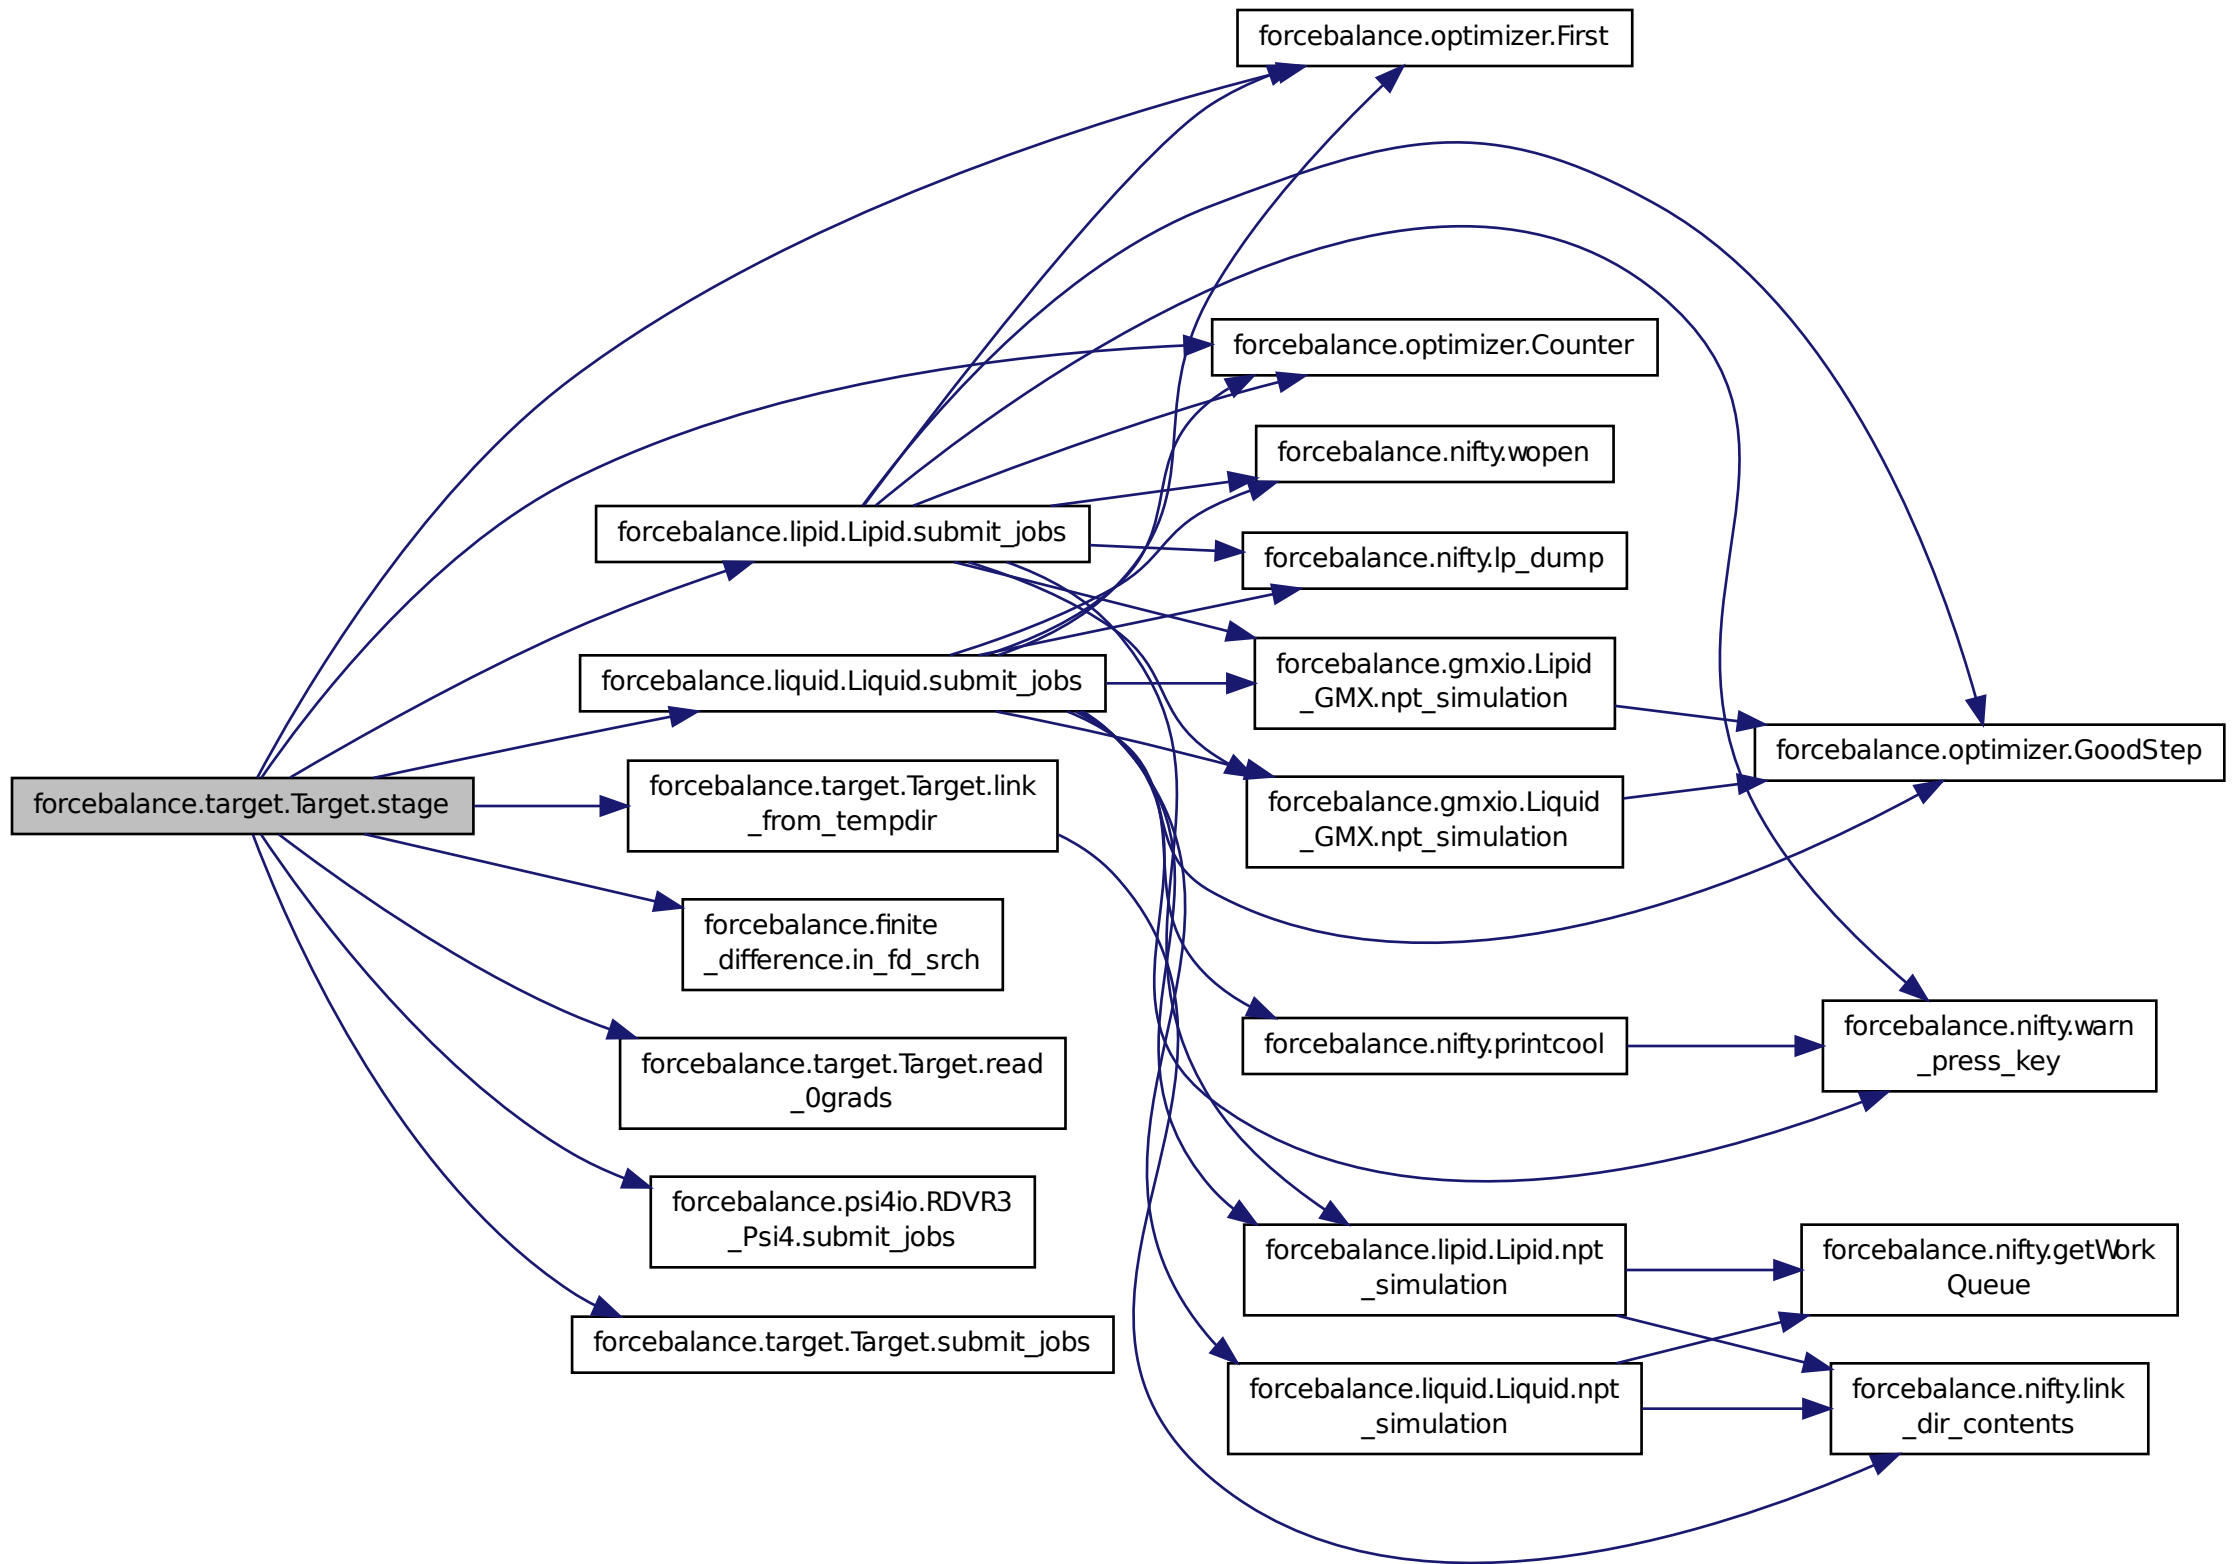 forcebalance.optimizer.First
forcebalance.optimizer.Counter
forcebalance.nifty.wopen
forcebalance.lipid.Lipid.submit_jobs
forcebalance.nifty.lp_dump
forcebalance.gmxio.Lipid
_GMX.npt_simulation
forcebalance.liquid.Liquid.submit_jobs
forcebalance.optimizer.GoodStep
forcebalance.target.Target.stage
forcebalance.target.Target.link
_from_tempdir
forcebalance.gmxio.Liquid
_GMX.npt_simulation
forcebalance.finite
_difference.in_fd_srch
forcebalance.nifty.printcool
forcebalance.nifty.warn
_press_key
forcebalance.target.Target.read
_0grads
forcebalance.psi4io.RDVR3
_Psi4.submit_jobs
forcebalance.lipid.Lipid.npt
_simulation
forcebalance.nifty.getWork
Queue
forcebalance.target.Target.submit_jobs
forcebalance.liquid.Liquid.npt
_simulation
forcebalance.nifty.link
_dir_contents